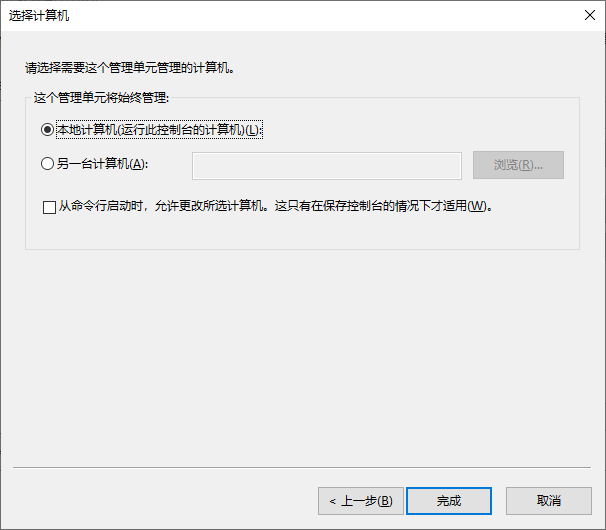 选择计算机
请选择需要这个管理单元管理的计算机。
这个管理单元将始终管理:
本地计算机(运行此控制台的计算机)(L):
另一台计算机(A):
浏览(R)...
从命令行启动时，允许更改所选计算机。这只有在保存控制台的情况下才适用(W)。
< 上一步(B)
完成
取消